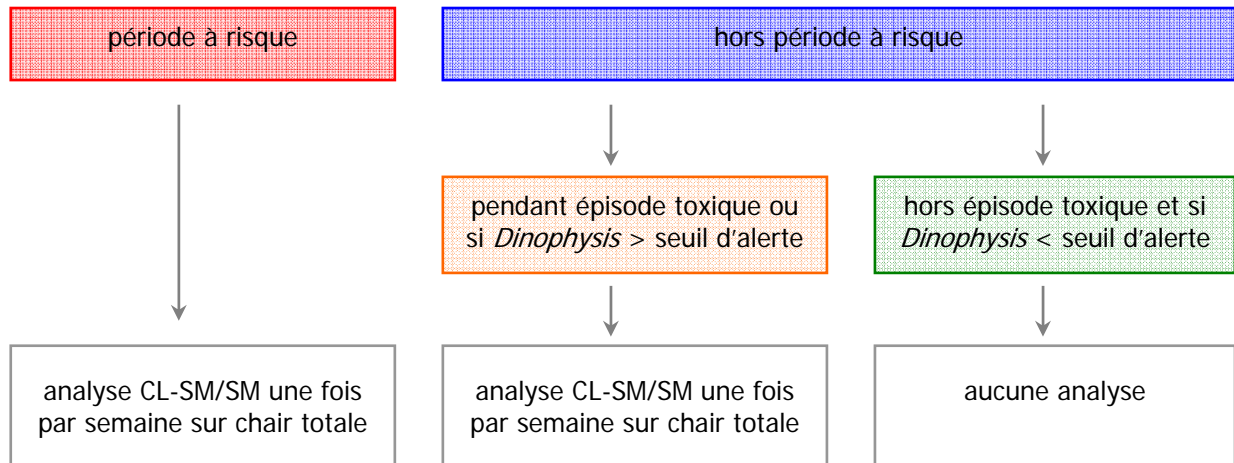 période à risque
hors période à risque
pendant épisode toxique ou
si Dinophysis > seuil d'alerte
hors épisode toxique et si
Dinophysis < seuil d'alerte
analyse CL-SM/SM une fois
par semaine sur chair totale
analyse CL-SM/SM une fois
par semaine sur chair totale
aucune analyse